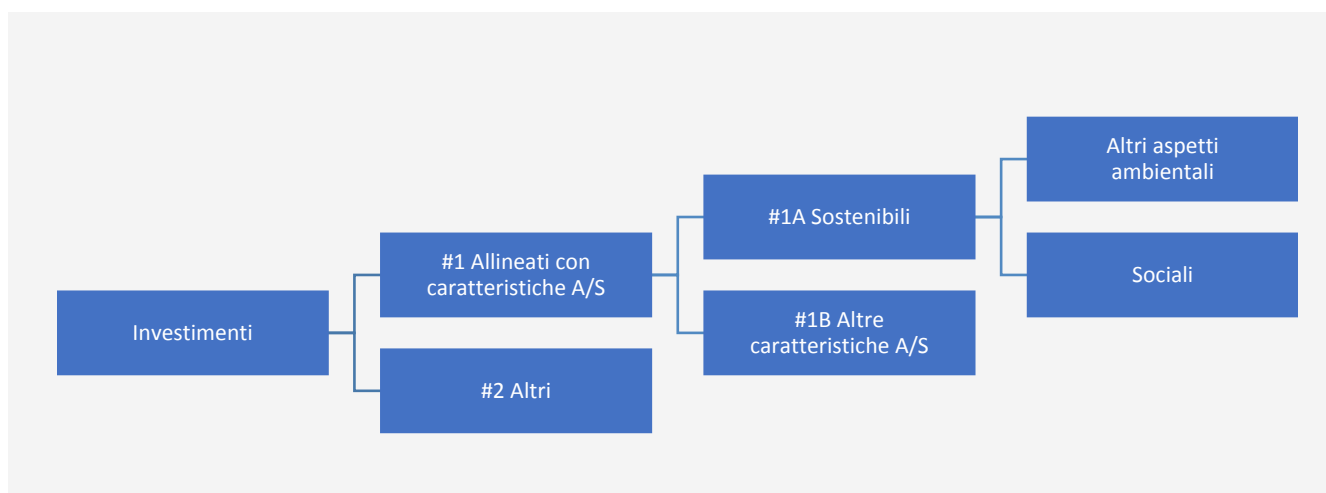 Investimenti
#1 Allineati con
caratteristiche A/S
#2 Altri
#1A Sostenibili
#1B Altre
caratteristiche A/S
Altri aspetti
ambientali
Sociali